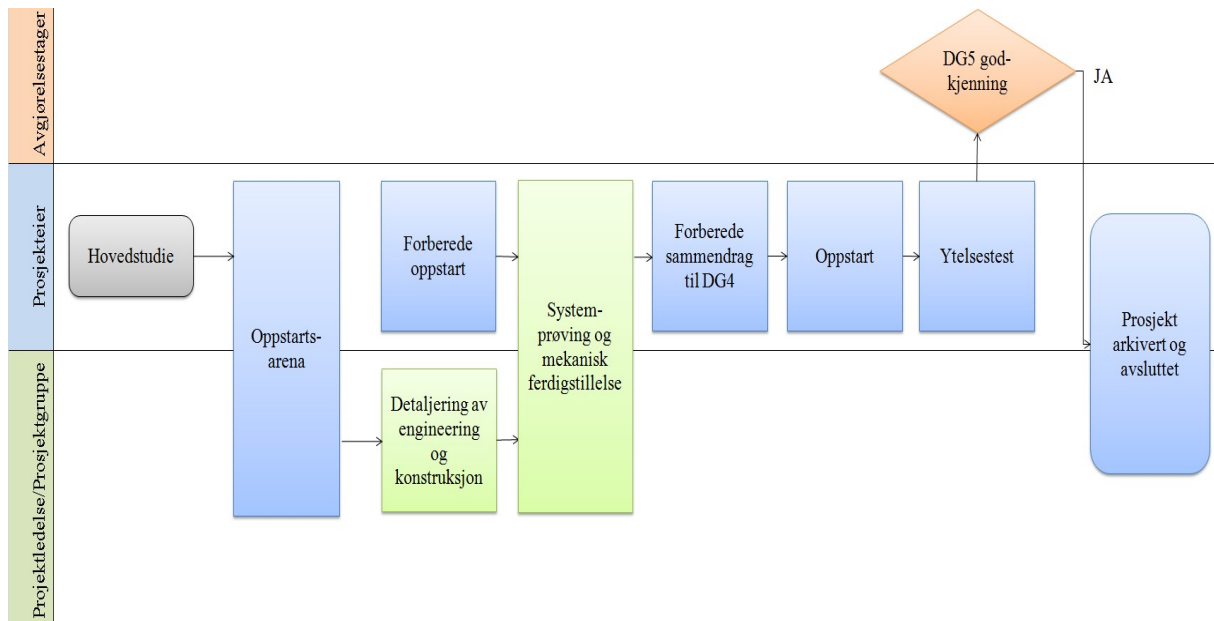 Avgjørelsestager
DG5 god-
kjenning
JA
Prosjekteier
Hovedstudie
Oppstarts-
arena
Forberede
oppstart
System-
prøving og
mekanisk
ferdigstillelse
Forberede
sammendrag
til DG4
Oppstart
Ytelsestest
Prosjekt
arkivert og
avsluttet
Projektledelse/Prosjektgruppe
Detaljering av
engineering
og
konstruksjon